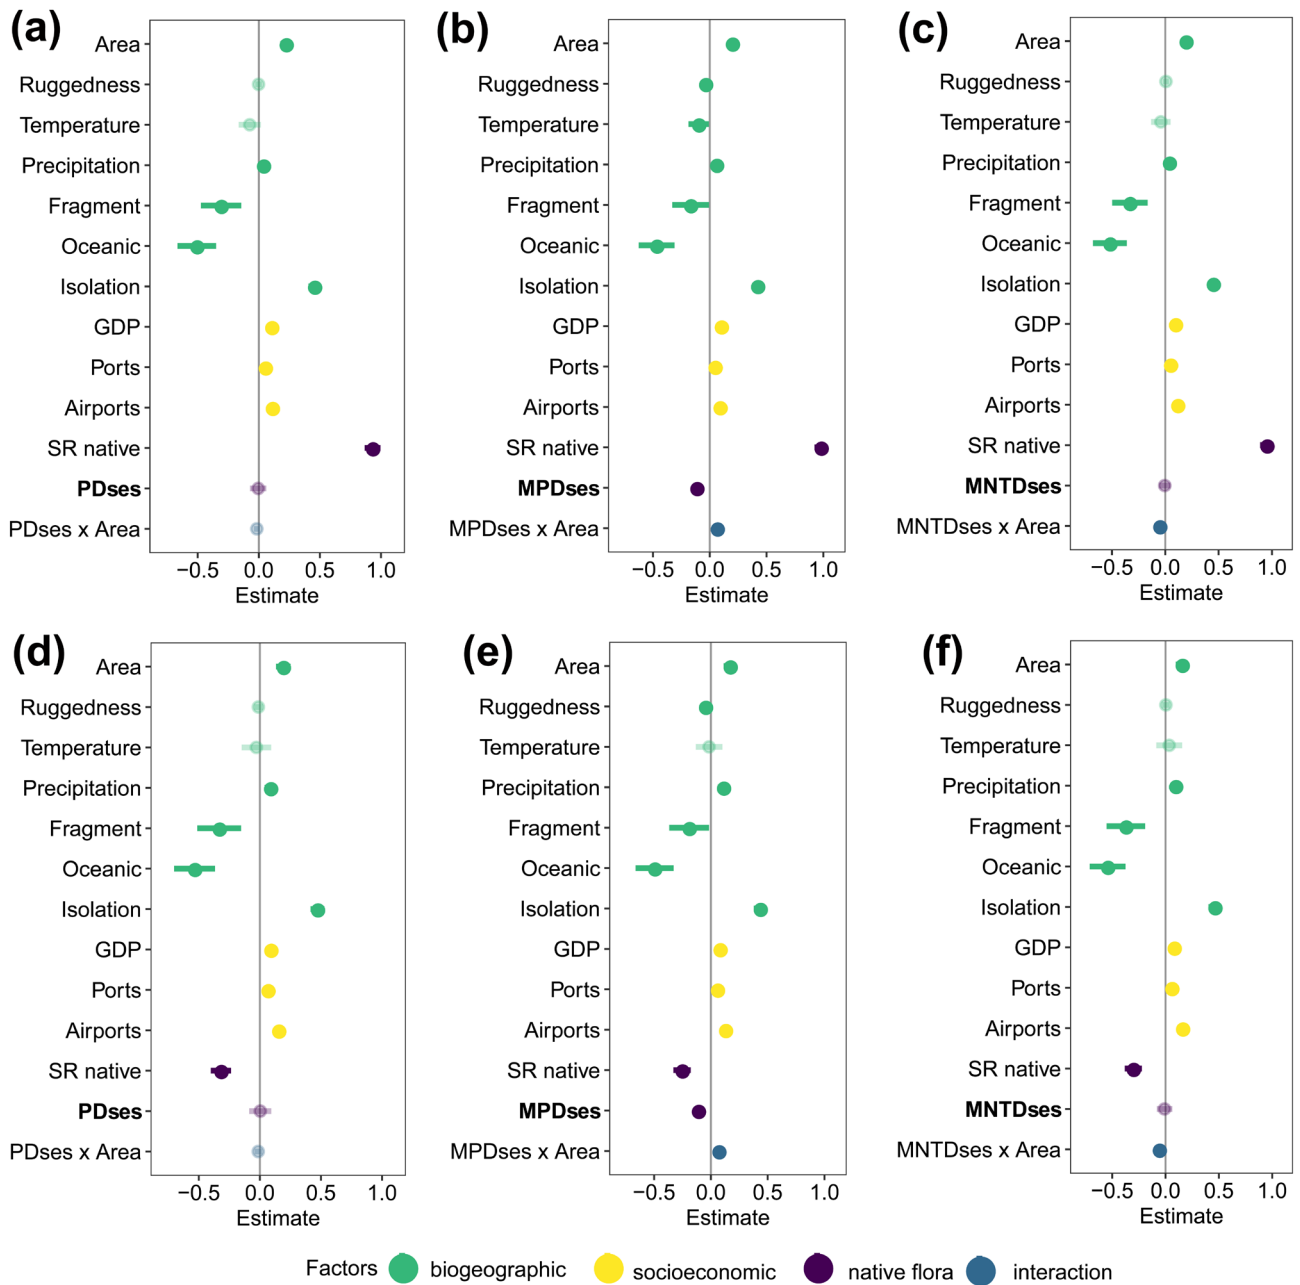 (a)
Area
Ruggedness
Temperature
Precipitation
Fragment
Oceanic
Isolation
GDP
Ports
Airports
SR native
PDses
PDses x Area
−0.5 0.0 0.5 1.0
Estimate
(b)
Area
Ruggedness
Temperature
Precipitation
Fragment
Oceanic
Isolation
GDP
Ports
Airports
SR native
MPDses
MPDses x Area
−0.5 0.0 0.5 1.0
Estimate
(c)
Area
Ruggedness
Temperature
Precipitation
Fragment
Oceanic
Isolation
GDP
Ports
Airports
SR native
MNTDses
MNTDses x Area
−0.5 0.0 0.5 1.0
Estimate
(d)
Area
Ruggedness
Temperature
Precipitation
Fragment
Oceanic
Isolation
GDP
Ports
Airports
SR native
PDses
PDses x Area
−0.5 0.0 0.5 1.0
Estimate
(e)
Area
Ruggedness
Temperature
Precipitation
Fragment
Oceanic
Isolation
GDP
Ports
Airports
SR native
MPDses
MPDses x Area
−0.5 0.0 0.5 1.0
Estimate
(f)
Area
Ruggedness
Temperature
Precipitation
Fragment
Oceanic
Isolation
GDP
Ports
Airports
SR native
MNTDses
MNTDses x Area
−0.5 0.0 0.5 1.0
Estimate
Factors biogeographic socioeconomic native flora interaction